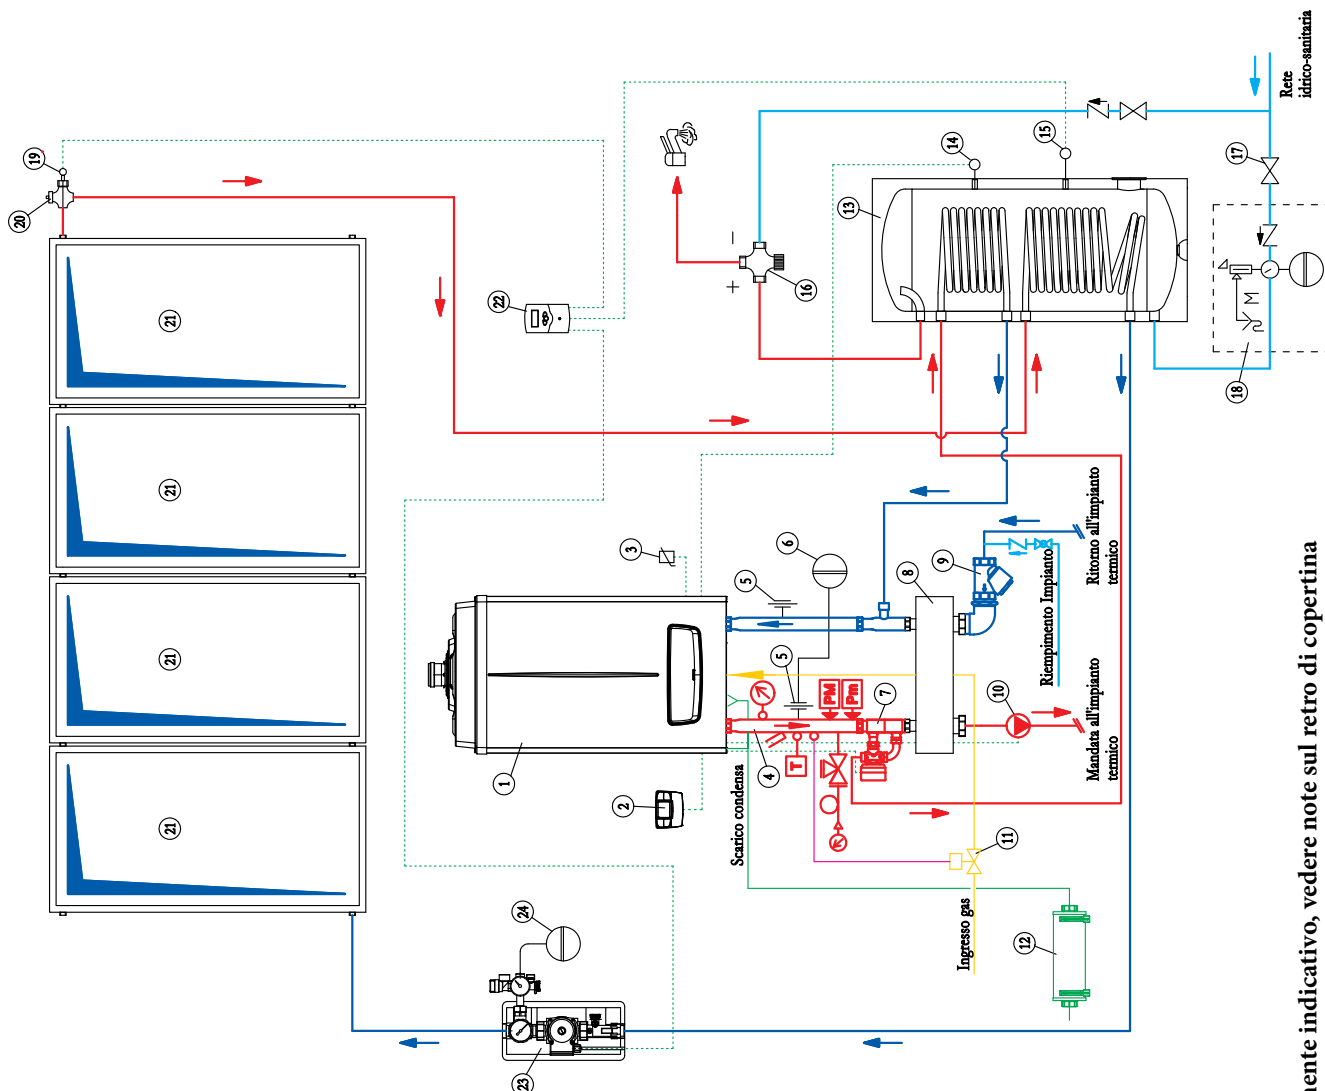 19
20
21
21
21
21
22
Rete
idrico-sanitaria
14
15
13
17
16
+
−
M
18
3
6
5
5
8
9
1
2
7
4
T
PM
Pm
10
Scarico condensa
Mandata all'impianto
termico
Riempimento Impianto
Ritorno all'impianto
termico
11
Ingresso gas
12
24
23
mente indicativo, vedere note sul retro di copertina